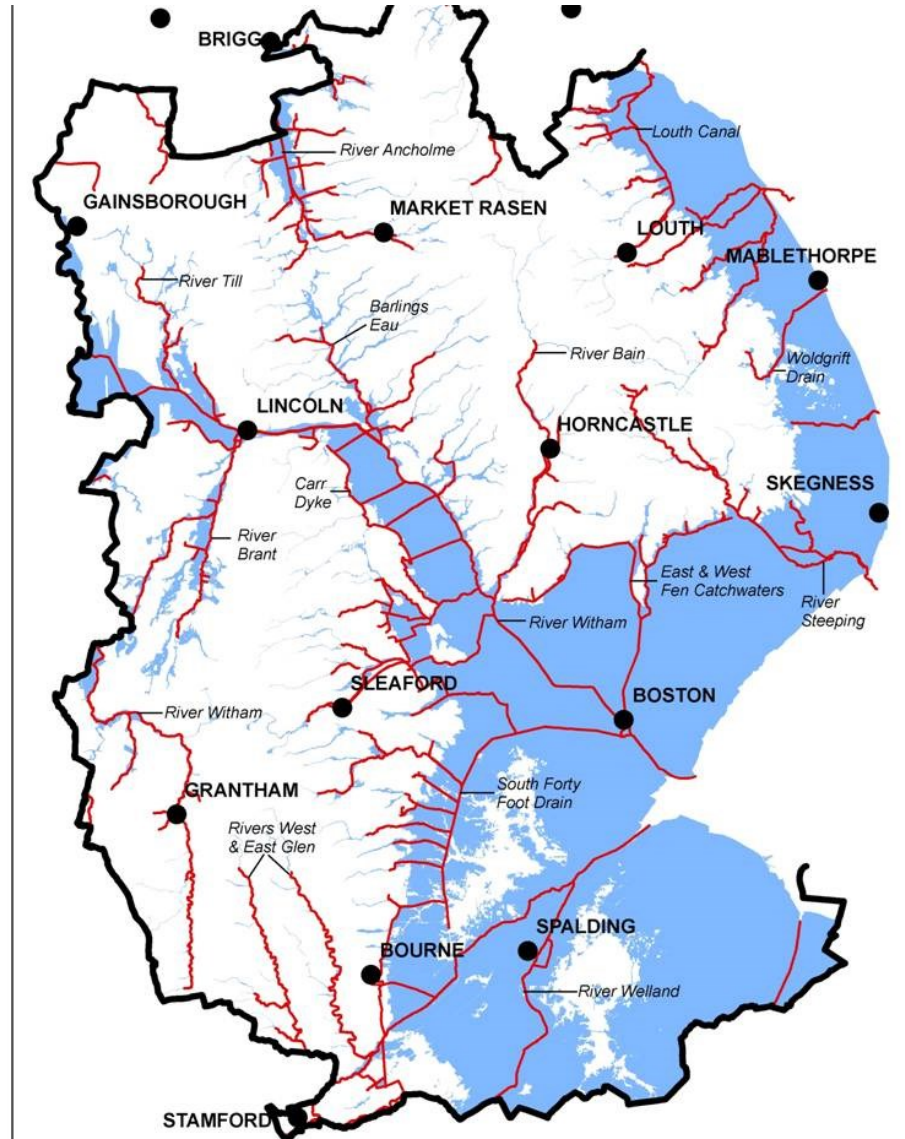 BRIGG
Louth Canal
River Ancholme
GAINSBOROUGH
MARKET RASEN
LOUTH
MABLETHORPE
River Till
Barlings
Eau
River Bain
Woldgrift
Drain
LINCOLN
HORNCASTLE
SKEGNESS
Carr
Dyke
River
Brant
East & West
Fen Catchwaters
River
Steeping
River Witham
SLEAFORD
BOSTON
River Witham
GRANTHAM
South Forty
Foot Drain
Rivers West
& East Glen
SPALDING
BOURNE
River Welland
STAMFORD